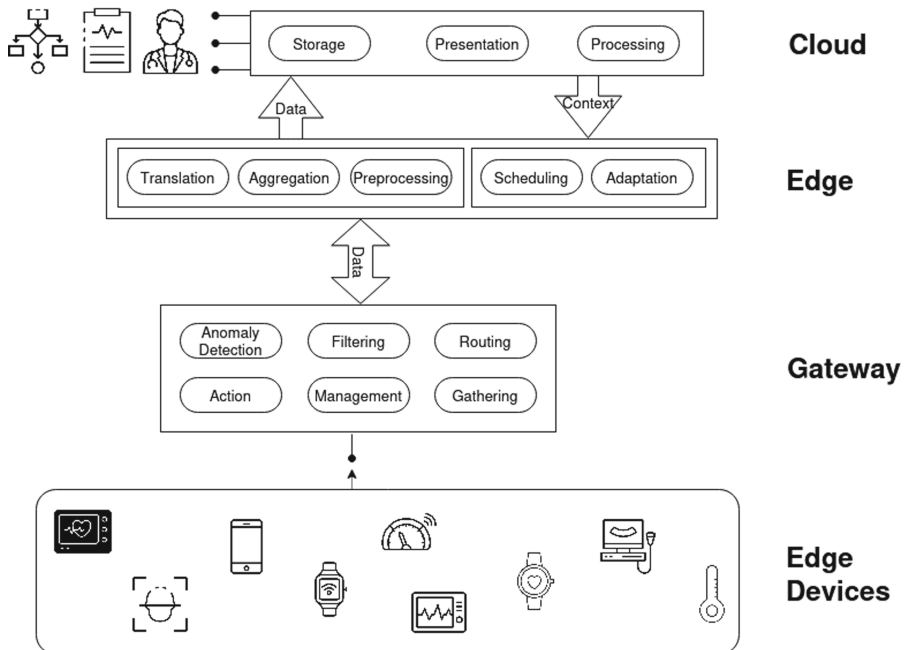 Storage
Presentation
Processing
Cloud
Data
Context
Translation
Aggregation
Preprocessing
Scheduling
Adaptation
Edge
Data
Anomaly
Detection
Filtering
Routing
Action
Management
Gathering
Gateway
Edge
Devices